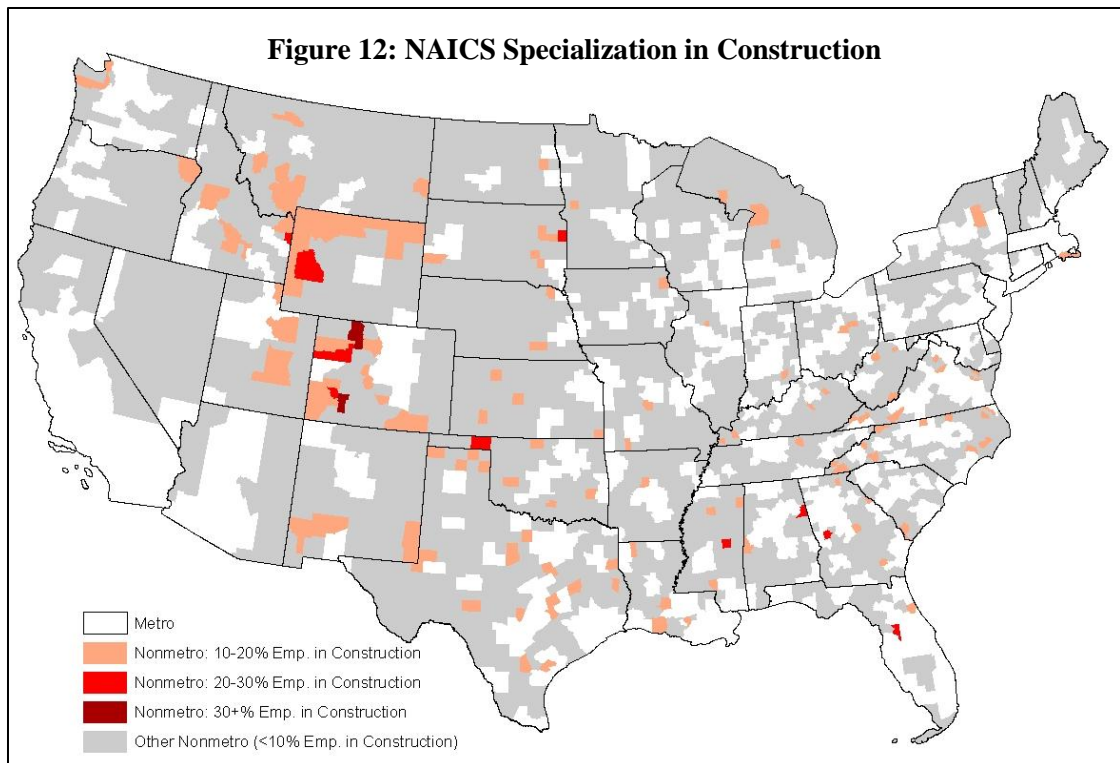 Figure 12: NAICS Specialization in Construction
Metro
Nonmetro: 10-20% Emp. in Construction
Nonmetro: 20-30% Emp. in Construction
Nonmetro: 30+% Emp. in Construction
Other Nonmetro (<10% Emp. in Construction)